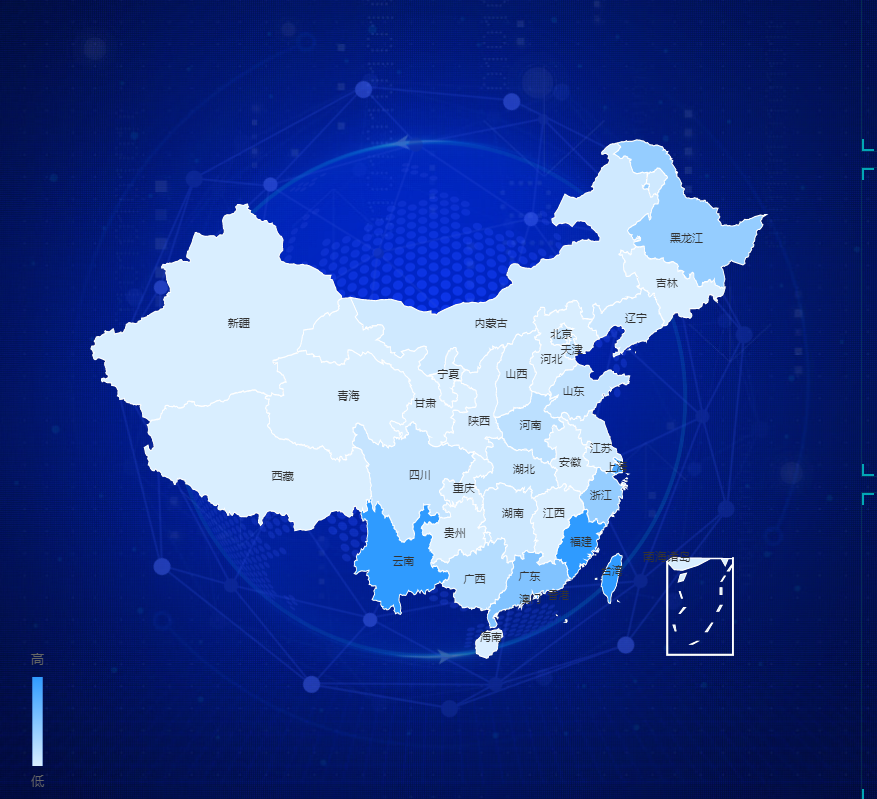 黑龙江
吉林
辽宁
新疆
内蒙古
北京
天津
河北
宁夏
山西
山东
青海
甘肃
陕西
河南
江苏
安徽
上海
西藏
四川
湖北
重庆
浙江
湖南
江西
贵州
福建
云南
台湾
广西
广东
澳门
香港
海南
南海诸岛
高
低